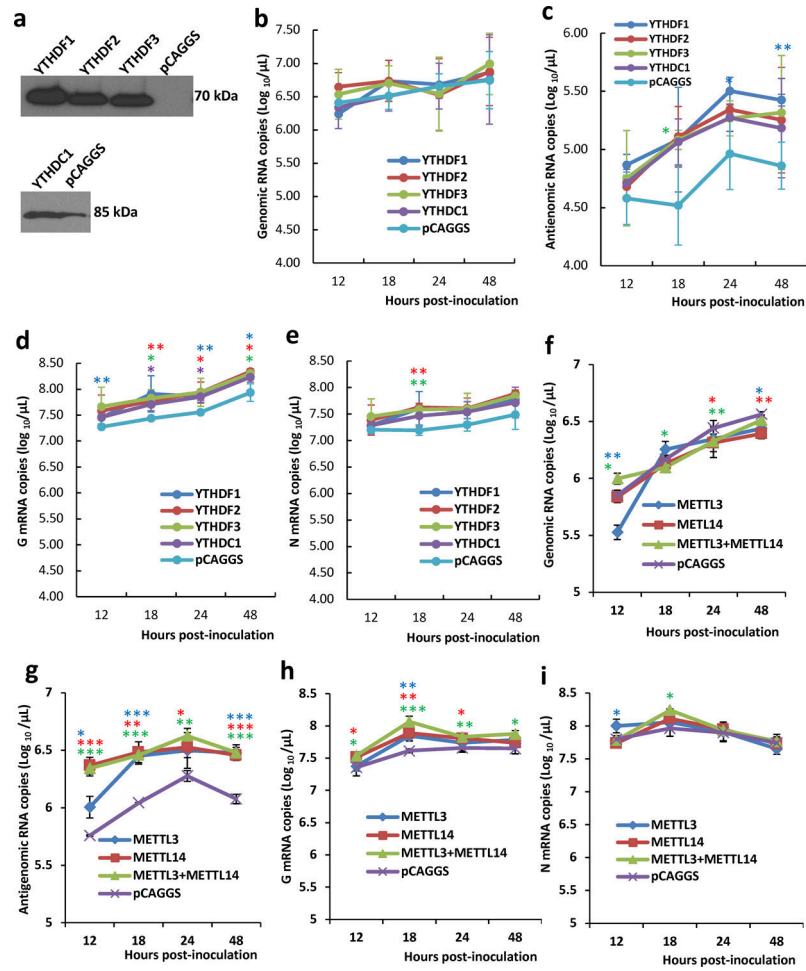 a
YTHDF1 YTHDF2 YTHDF3 pCAGGS
70 kDa
YTHDC1 pCAGGS
85 kDa
b
Genomic RNA copies (Log 10/µL)
7.50
7.00
6.50
6.00
5.50
5.00
4.50
4.00
YTHDF1
YTHDF2
YTHDF3
YTHDC1
pCAGGS
12 18 24 48
Hours post-inoculation
c
Antienomic RNA copies (Log 10/µL)
6.00
5.50
5.00
4.50
4.00
YTHDF1
YTHDF2
YTHDF3
YTHDC1
pCAGGS
*
*
**
12 18 24 48
Hours post-inoculation
d
G mRNA copies (log 10/µL)
8.50
8.00
7.50
7.00
6.50
6.00
5.50
5.00
4.50
4.00
** ** *
** * * *
* * *
YTHDF1
YTHDF2
YTHDF3
YTHDC1
pCAGGS
12 18 24 48
Hours post-inoculation
e
N mRNA copies (log 10/µL)
8.50
8.00
7.50
7.00
6.50
6.00
5.50
5.00
4.50
4.00
**
**
YTHDF1
YTHDF2
YTHDF3
YTHDC1
pCAGGS
12 18 24 48
Hours post-inoculation
f
Genomic RNA copies (Log 10/µL)
7
6.5
6
5.5
5
* *
** * ** **
*
METTL3
METL14
METTL3+METTL14
pCAGGS
12 18 24 48
Hours post-inoculation
g
Antigenomic RNA copies (Log 10 /µL)
7
6.5
6
5.5
5
* *** * ***
*** ** ** ***
*** *** ***
METTL3
METTL14
METTL3+METTL14
pCAGGS
12 18 24 48
Hours post-inoculation
h
G mRNA copies (Log 10 /µL)
8.5
8
7.5
7
6.5
6
5.5
5
**
* ** *
* *** ** *
METTL3
METTL14
METTL3+METTL14
pCAGGS
12 18 24 48
Hours post-inoculation
i
N mRNA copies (Log 10 /µL)
8.5
8
7.5
7
6.5
6
5.5
5
* *
METTL3
METTL14
METTL3+METTL14
pCAGGS
12 18 24 48
Hours post-inoculation